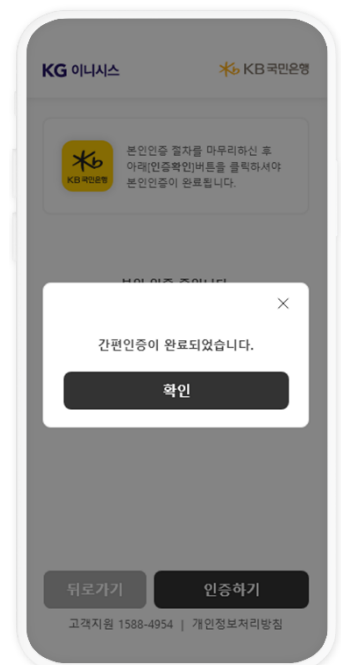 KG 이니시스
KB국민은행
KB국민은행
본인인증 절차를 마무리하신 후
아래[인증확인]버튼을 클릭하셔야
본인인증이 완료됩니다.
간편인증이 완료되었습니다.
확인
뒤로가기
인증하기
고객지원 1588-4954 | 개인정보처리방침